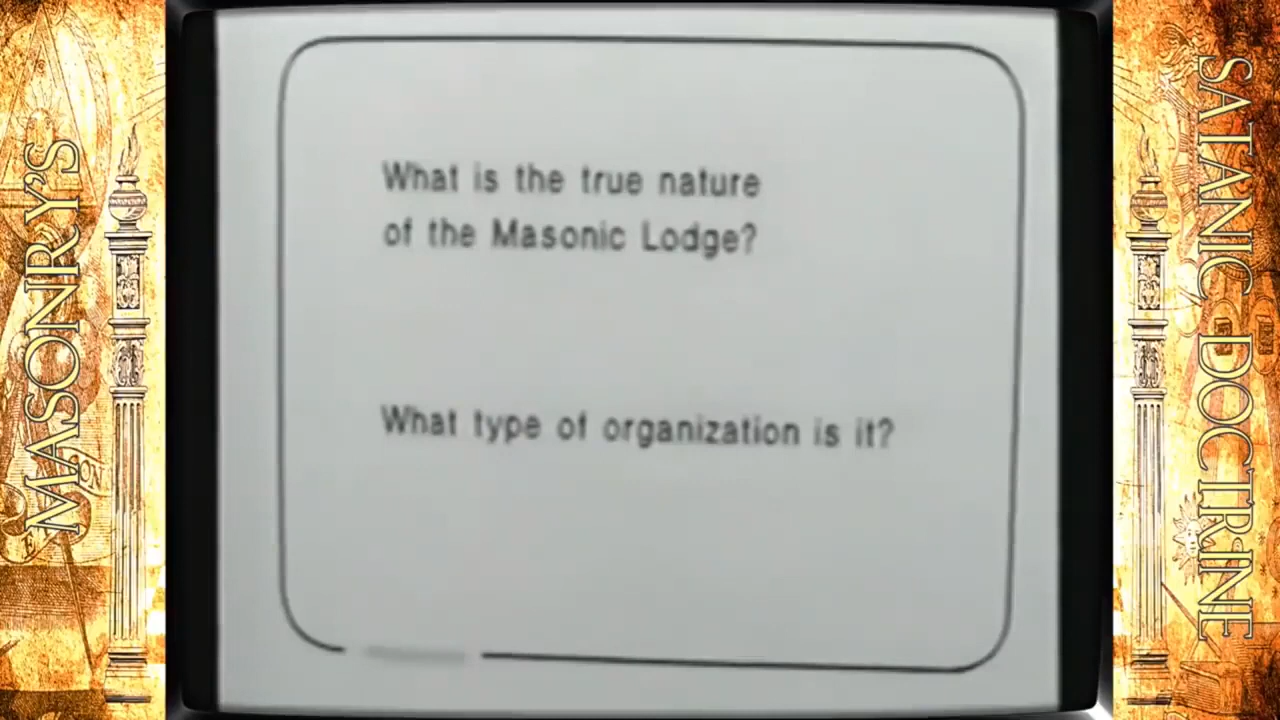 MASONRY'S
What is the true nature
of the Masonic Lodge?
What type of organization is it?
SATANIC DOCTRINE